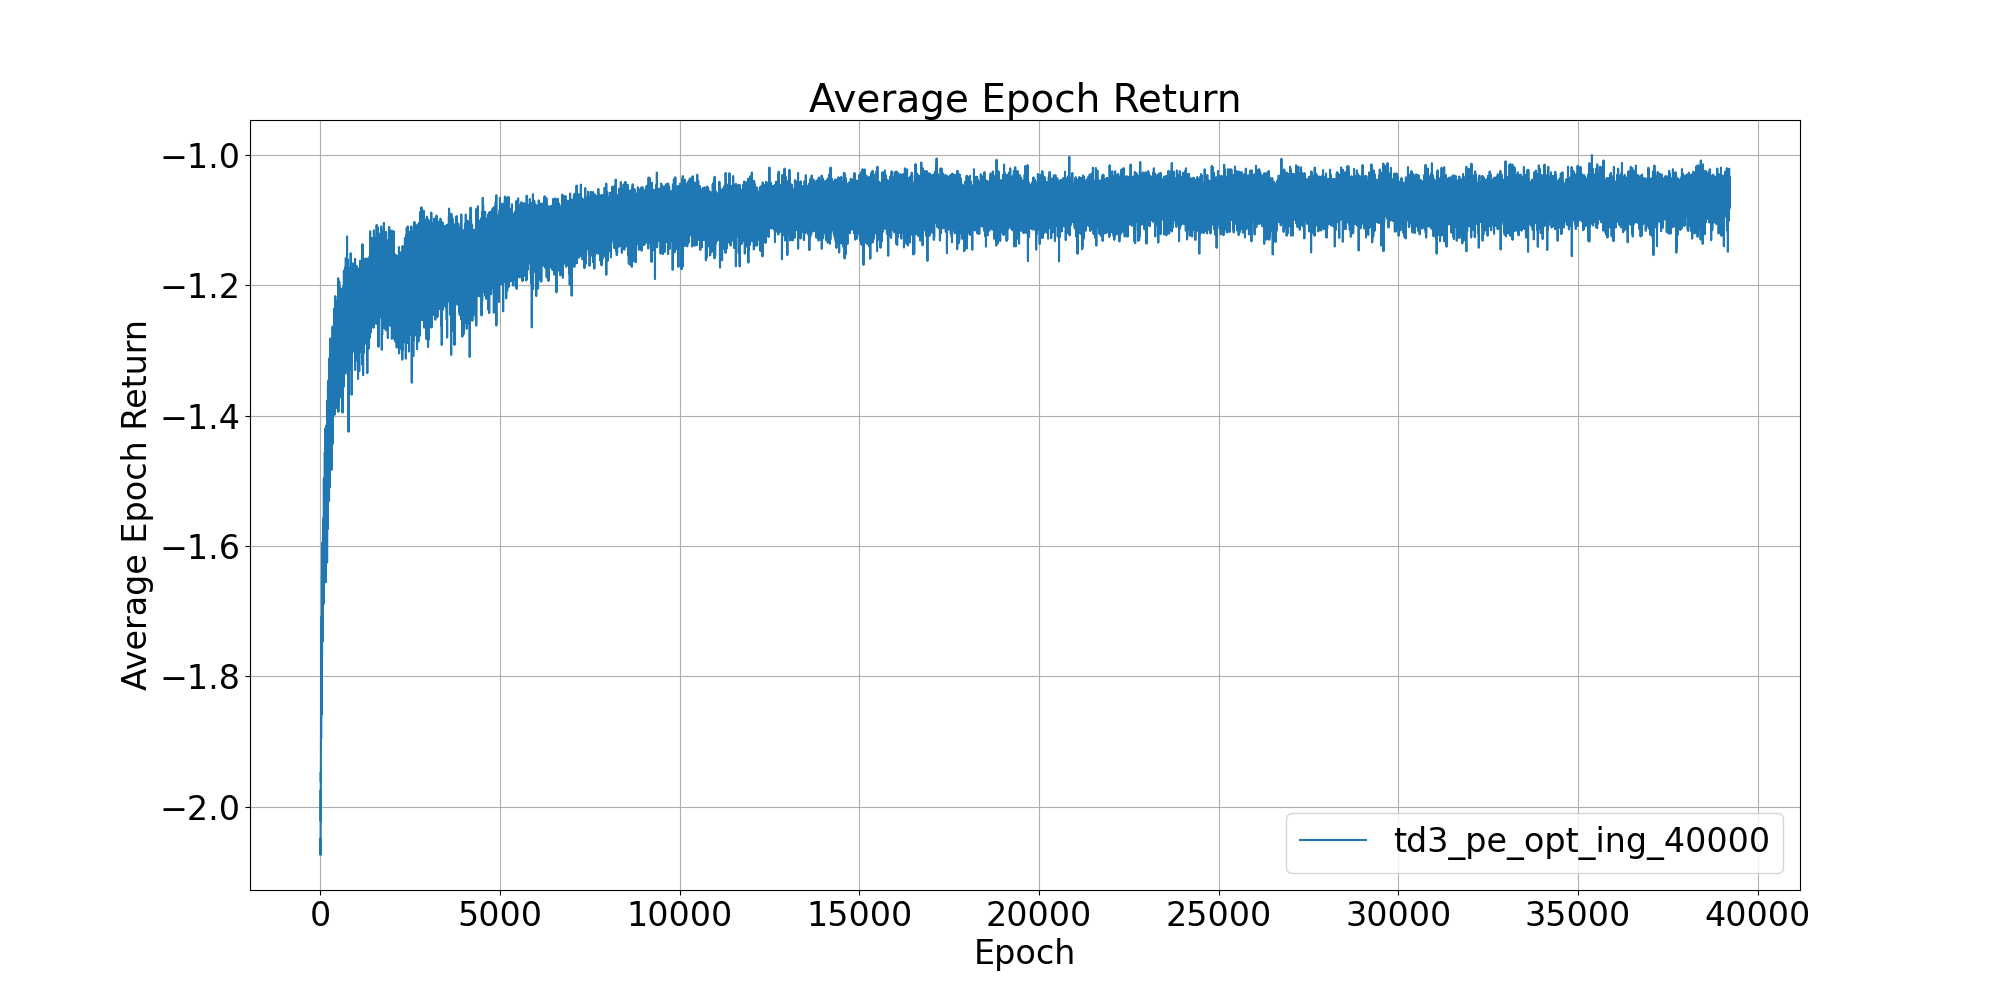 Average Epoch Return
Average Epoch Return
−1.0
−1.2
−1.4
−1.6
−1.8
−2.0
td3_pe_opt_ing_40000
0 5000 10000 15000 20000 25000 30000 35000 40000
Epoch